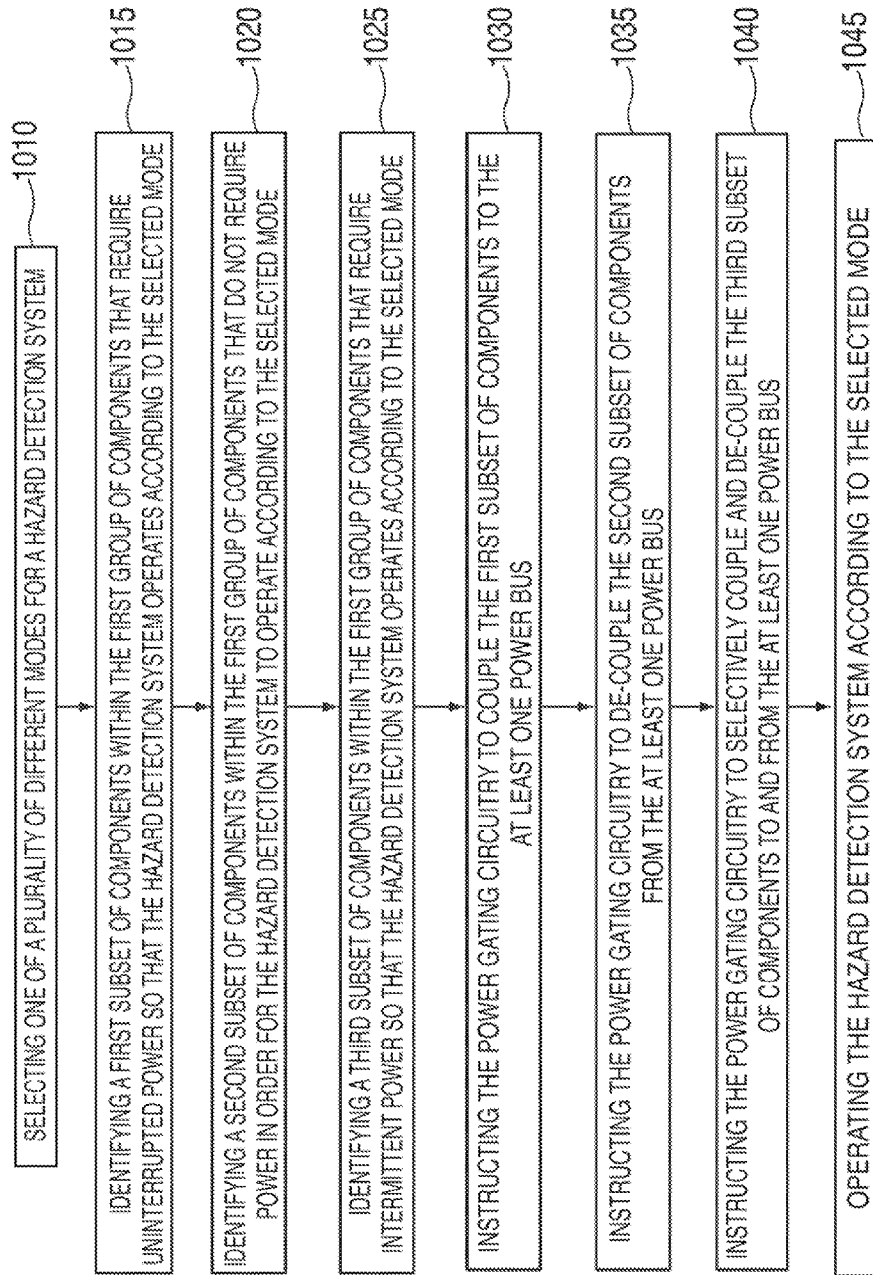 1010
SELECTING ONE OF A PLURALITY OF DIFFERENT MODES FOR A HAZARD DETECTION SYSTEM
1015
IDENTIFYING A FIRST SUBSET OF COMPONENTS WITHIN THE FIRST GROUP OF COMPONENTS THAT REQUIRE
UNINTERRUPTED POWER SO THAT THE HAZARD DETECTION SYSTEM OPERATES ACCORDING TO THE SELECTED MODE
1020
IDENTIFYING A SECOND SUBSET OF COMPONENTS WITHIN THE FIRST GROUP OF COMPONENTS THAT DO NOT REQUIRE
POWER IN ORDER FOR THE HAZARD DETECTION SYSTEM TO OPERATE ACCORDING TO THE SELECTED MODE
1025
IDENTIFYING A THIRD SUBSET OF COMPONENTS WITHIN THE FIRST GROUP OF COMPONENTS THAT REQUIRE
INTERMITTENT POWER SO THAT THE HAZARD DETECTION SYSTEM OPERATES ACCORDING TO THE SELECTED MODE
1030
INSTRUCTING THE POWER GATING CIRCUITRY TO COUPLE THE FIRST SUBSET OF COMPONENTS TO THE
AT LEAST ONE POWER BUS
1035
INSTRUCTING THE POWER GATING CIRCUITRY TO DE-COUPLE THE SECOND SUBSET OF COMPONENTS
FROM THE AT LEAST ONE POWER BUS
1040
INSTRUCTING THE POWER GATING CIRCUITRY TO SELECTIVELY COUPLE AND DE-COUPLE THE THIRD SUBSET
OF COMPONENTS TO AND FROM THE AT LEAST ONE POWER BUS
1045
OPERATING THE HAZARD DETECTION SYSTEM ACCORDING TO THE SELECTED MODE